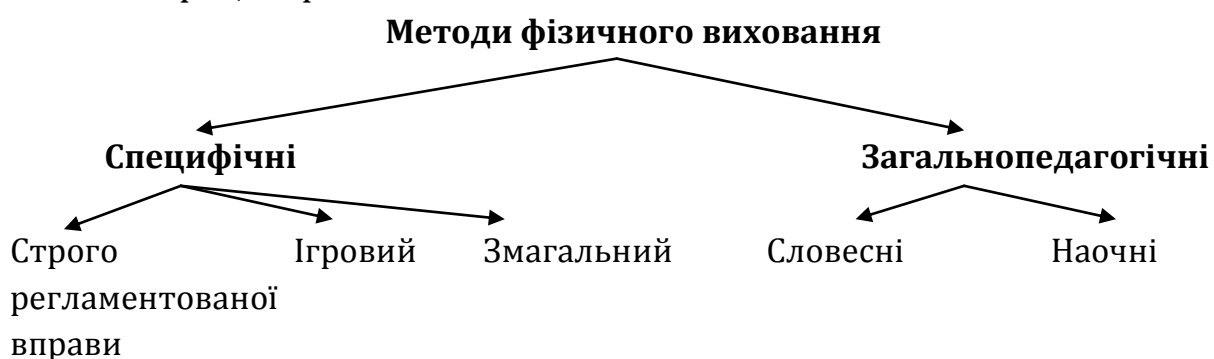 Методи фізичного виховання
Специфічні Загальнопедагогічні
Строго Ігровий Змагальний Словесні Наочні
регламентованої
вправи